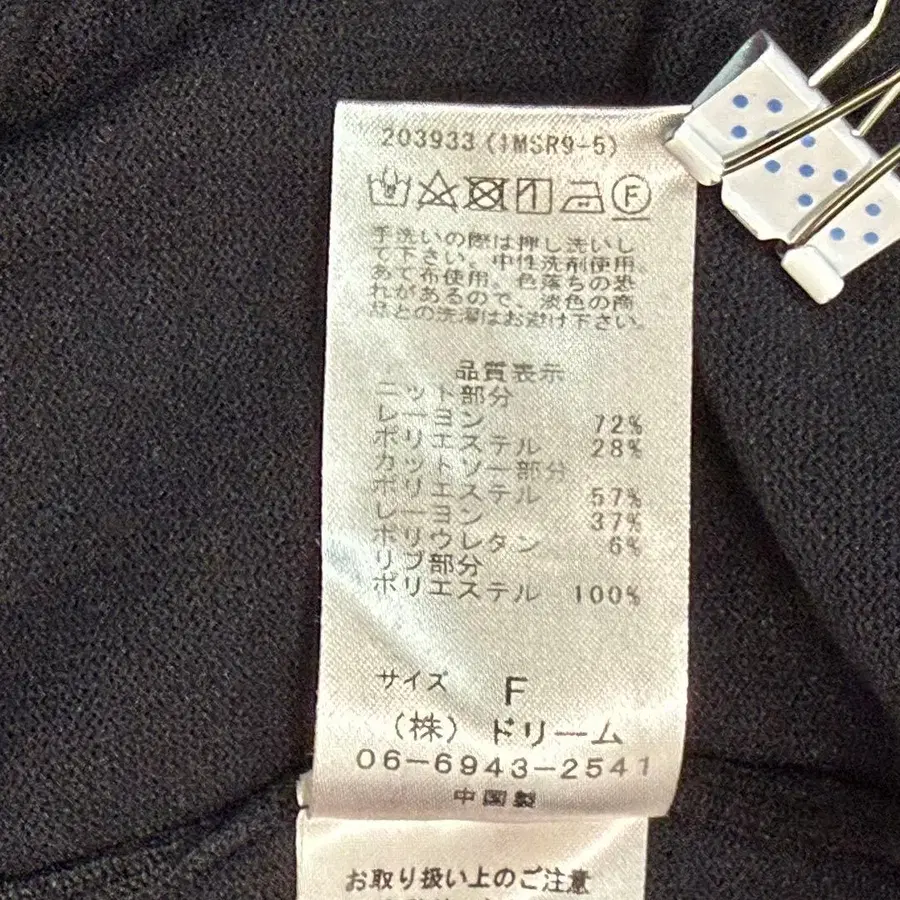 203933(1MSR9-5)
F
手洗いの際は押し洗いし
て下さい。中性洗剤使用。
あて布使用。色落ちの恐
れがあるので、淡色の商
品との洗濯はお避け下さい。
品質表示
ニット部分
レーヨン 72%
ポリエステル 28%
カットソー部分
ポリエステル 57%
レーヨン 37%
ポリウレタン 6%
リブ部分
ポリエステル 100%
サイズ F
(株)ドリーム
06-6943-2541
中国製
お取り扱い上のご注意